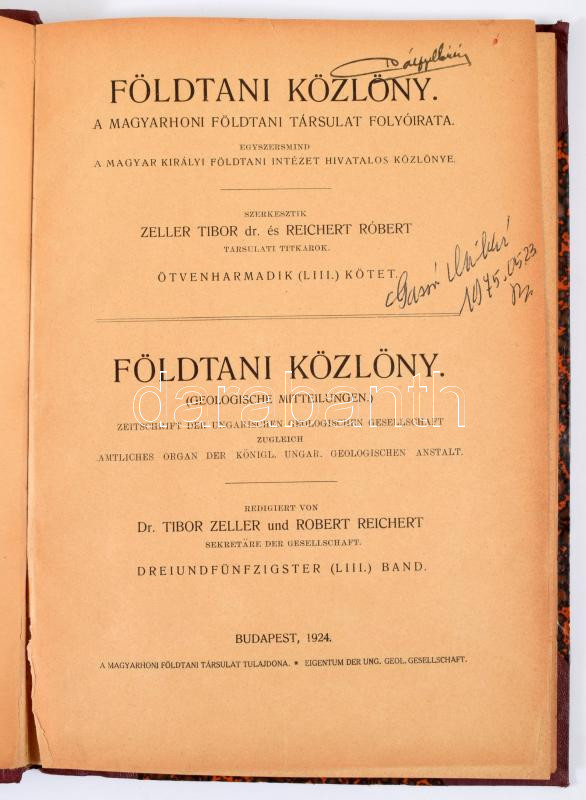 FÖLDTANI KÖZLÖNY.
A MAGYARHONI FÖLDTANI TÁRSULAT FOLYÓIRATA.
EGYSZERSMIND
A MAGYAR KIRÁLYI FÖLDTANI INTÉZET HIVATALOS KÖZLÖNYE.
SZERKESZTIK
ZELLER TIBOR dr. és REICHERT RÓBERT
TÁRSULATI TITKÁROK.
ÖTVENHARMADIK (LIII.) KÖTET.
1975.05.23
FÖLDTANI KÖZLÖNY.
(GEOLOGISCHE MITTEILUNGEN.)
darabanth
ZEITSCHRIFT DER UNGARISCHEN GEOLOGISCHEN GESELLSCHAFT
ZUGLEICH
AMTLICHES ORGAN DER KÖNIGL. UNGAR. GEOLOGISCHEN ANSTALT.
REDIGIERT VON
Dr. TIBOR ZELLER und ROBERT REICHERT
SEKRETÄRE DER GESELLSCHAFT.
DREIUNDFÜNFZIGSTER (LIII.) BAND.
BUDAPEST, 1924.
A MAGYARHONI FÖLDTANI TÁRSULAT TULAJDONA. * EIGENTUM DER UNG. GEOL. GESELLSCHAFT.